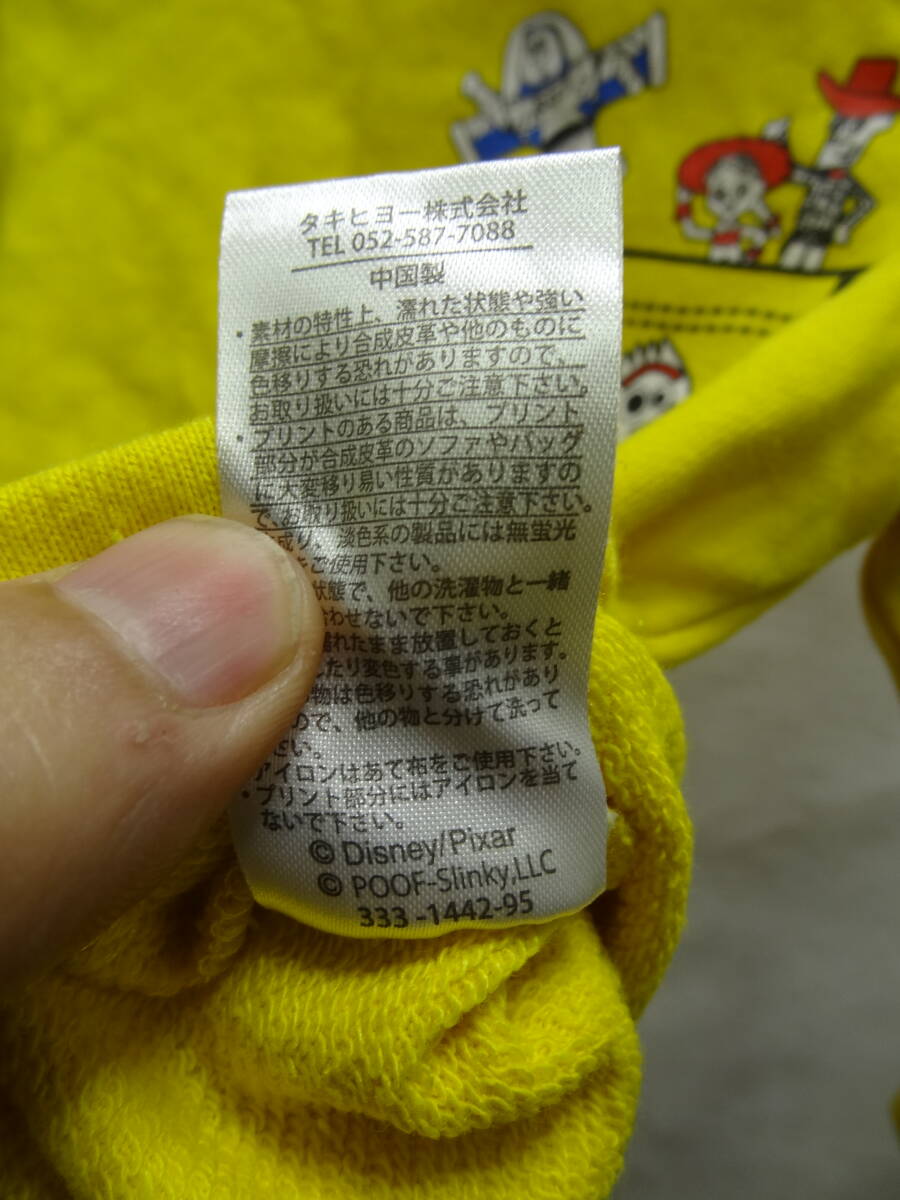 タキヒヨー株式会社
TEL 052-587-7088
中国製
・素材の特性上、濡れた状態や強い
摩擦により合成皮革や他のものに
色移りする恐れがありますので、
お取り扱いには十分ご注意下さい。
・プリントのある商品は、プリント
部分が合成皮革のソファやバッグ
に大変移り易い性質がありますの
で、お取り扱いには十分ご注意下さい。
成り、淡色系の製品には無蛍光
をご使用下さい。
状態で、他の洗濯物と一緒
合わせないで下さい。
濡れたまま放置しておくと
たり変色する事があります。
物は色移りする恐れがあり
ので、他の物と分けて洗って
さい。
アイロンはあて布をご使用下さい。
・プリント部分にはアイロンを当て
ないで下さい。
© Disney/Pixar
© POOF-Slinky,LLC
333-1442-95